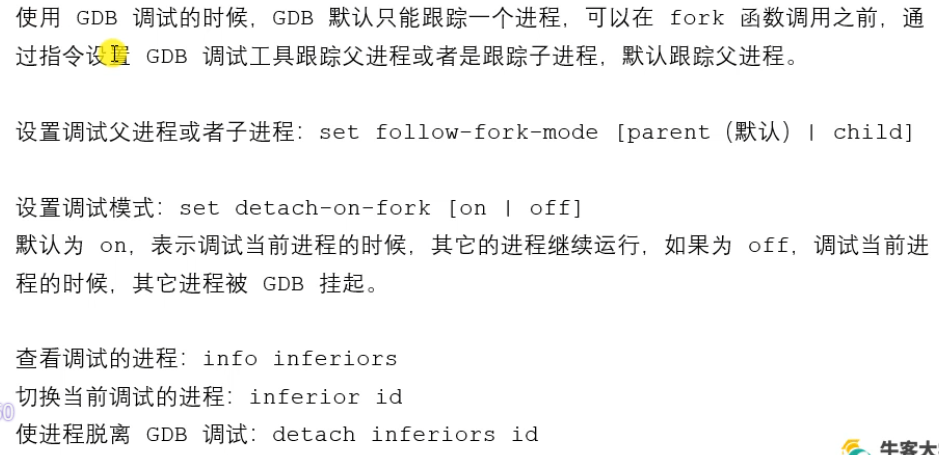 使用 GDB 调试的时候，GDB 默认只能跟踪一个进程，可以在 fork 函数调用之前，通
过指令设置 GDB 调试工具跟踪父进程或者是跟踪子进程，默认跟踪父进程。
设置调试父进程或者子进程：set follow-fork-mode [parent（默认）| child]
设置调试模式：set detach-on-fork [on | off]
默认为 on，表示调试当前进程的时候，其它的进程继续运行，如果为 off，调试当前进
程的时候，其它进程被 GDB 挂起。
查看调试的进程：info inferiors
切换当前调试的进程：inferior id
使进程脱离 GDB 调试：detach inferiors id
牛客大